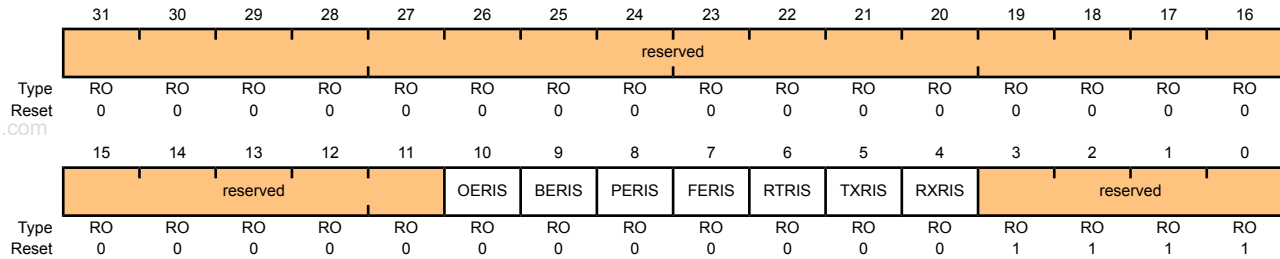 31 30 29 28 27 26 25 24 23 22 21 20 19 18 17 16
reserved
Type RO RO RO RO RO RO RO RO RO RO RO RO RO RO RO RO
Reset 0 0 0 0 0 0 0 0 0 0 0 0 0 0 0 0
.com
15 14 13 12 11 10 9 8 7 6 5 4 3 2 1 0
reserved OERIS BERIS PERIS FERIS RTRIS TXRIS RXRIS reserved
Type RO RO RO RO RO RO RO RO RO RO RO RO RO RO RO RO
Reset 0 0 0 0 0 0 0 0 0 0 0 0 1 1 1 1